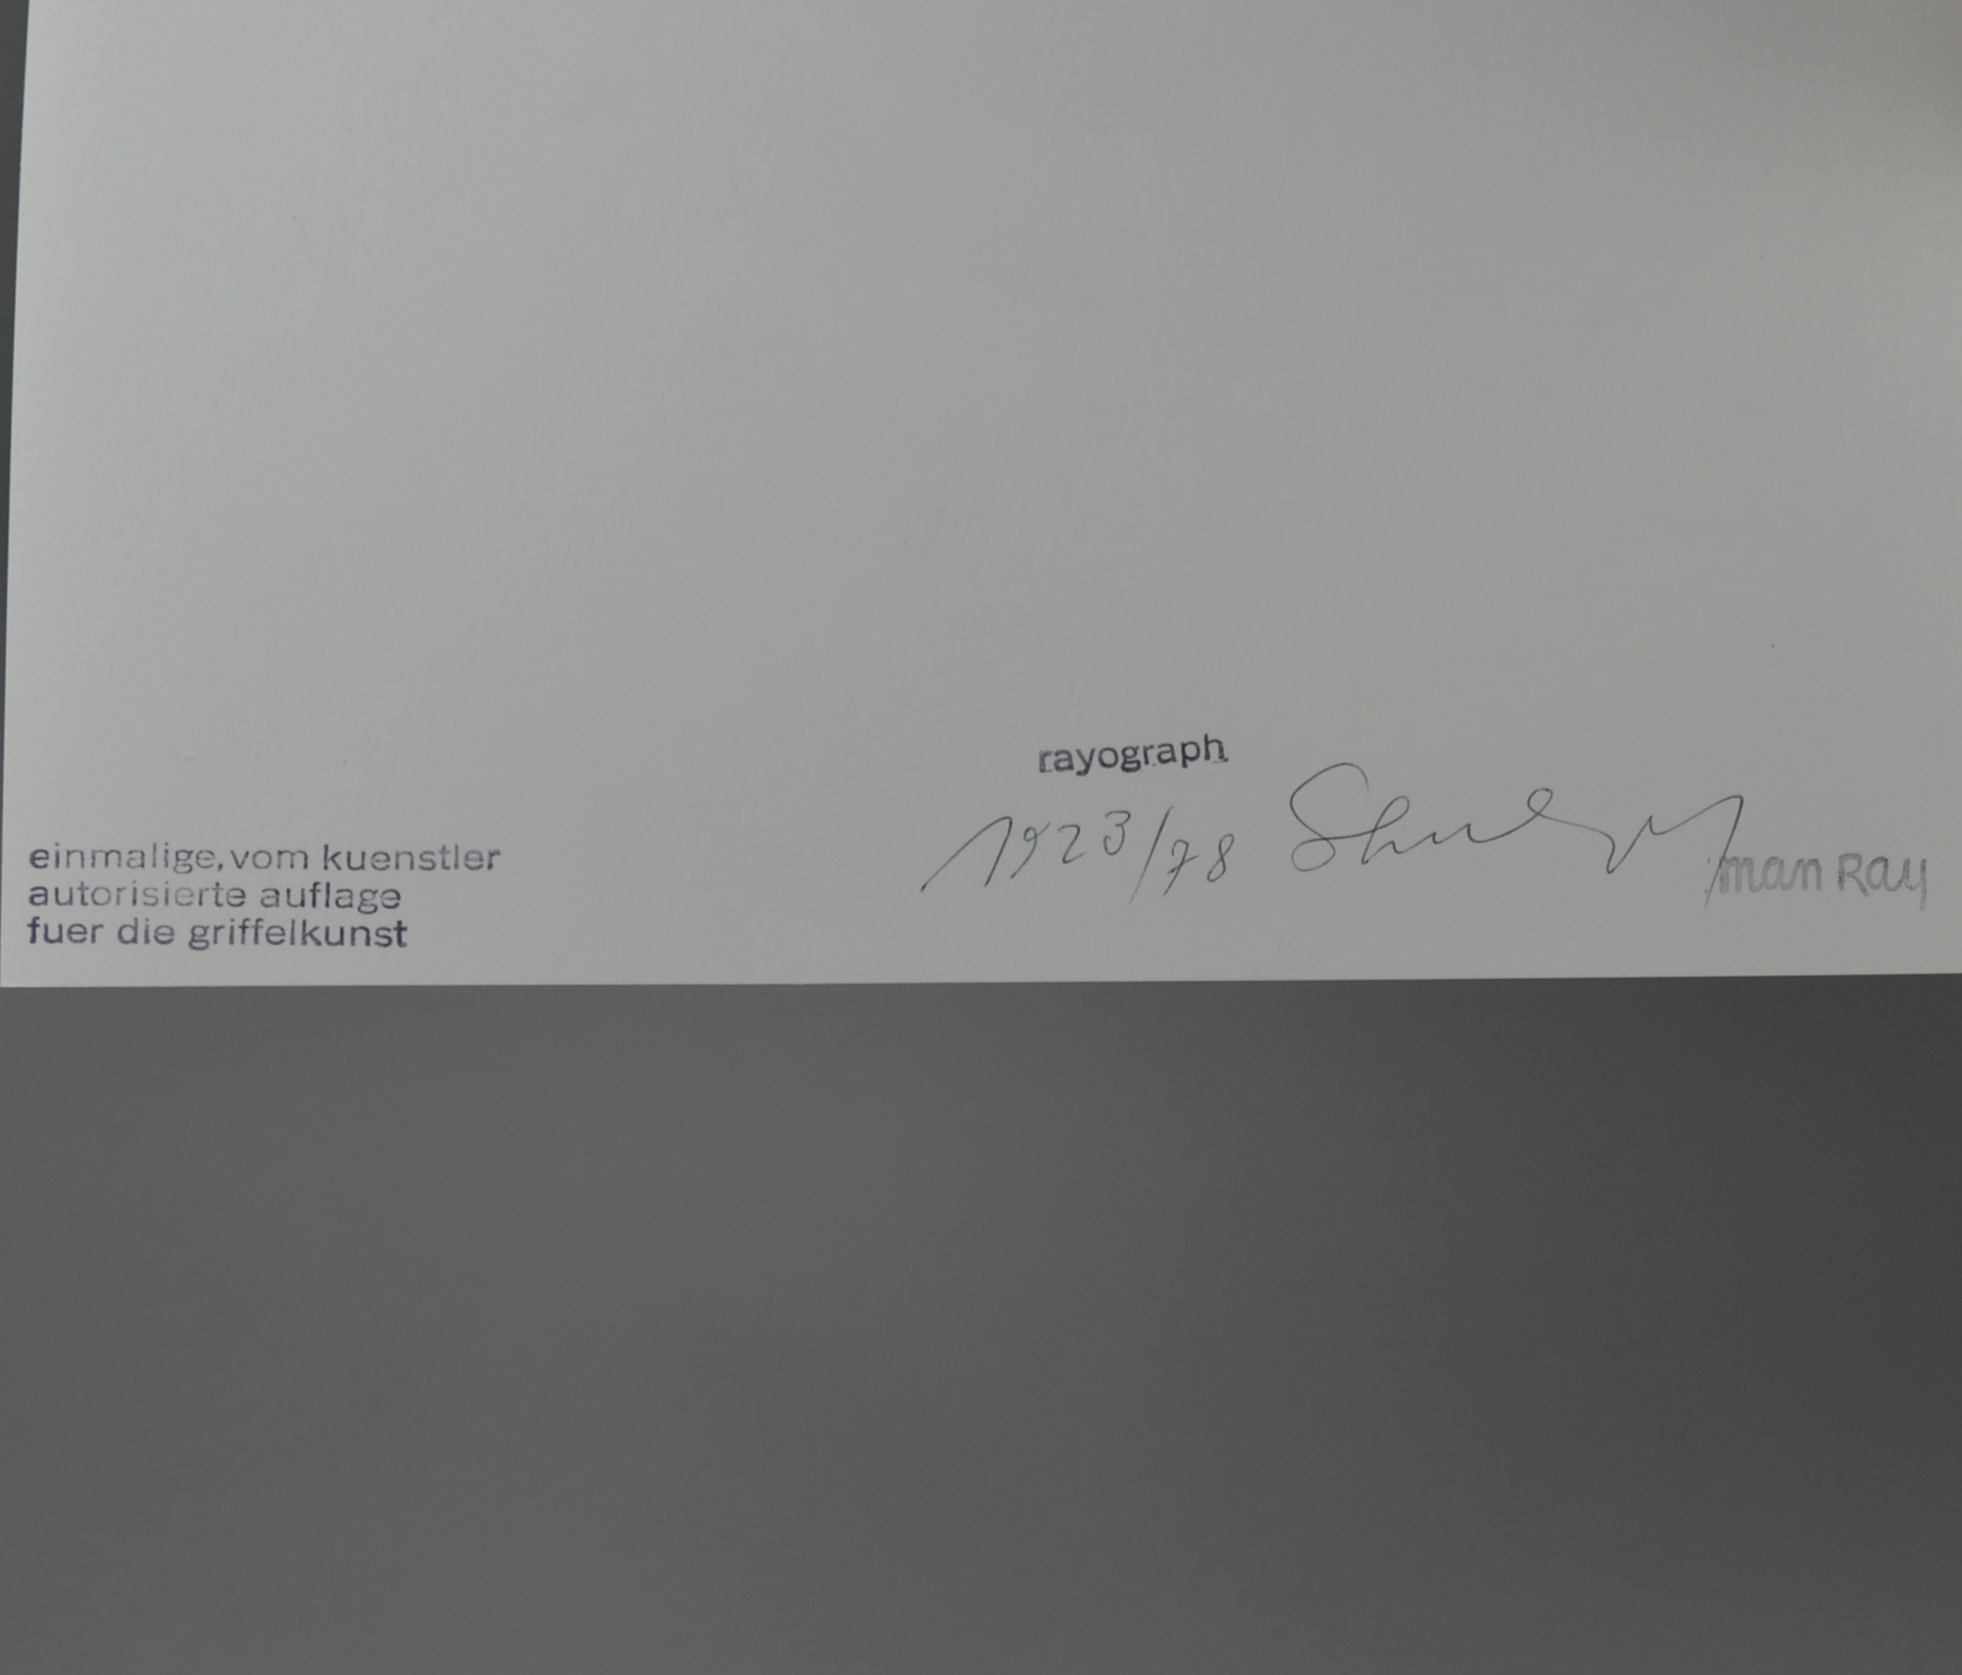 rayograph
1923/78
man Ray
einmalige, vom kuenstler
autorisierte auflage
fuer die griffelkunst